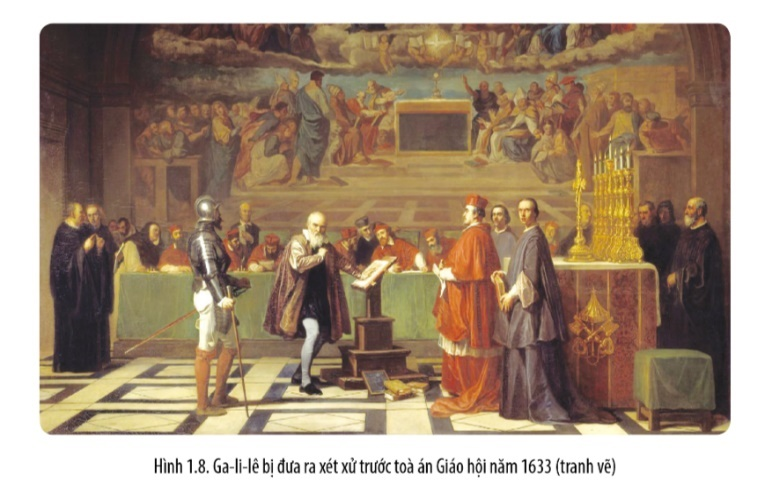 Hình 1.8. Ga-li-lê bị đưa ra xét xử trước toà án Giáo hội năm 1633 (tranh vẽ)